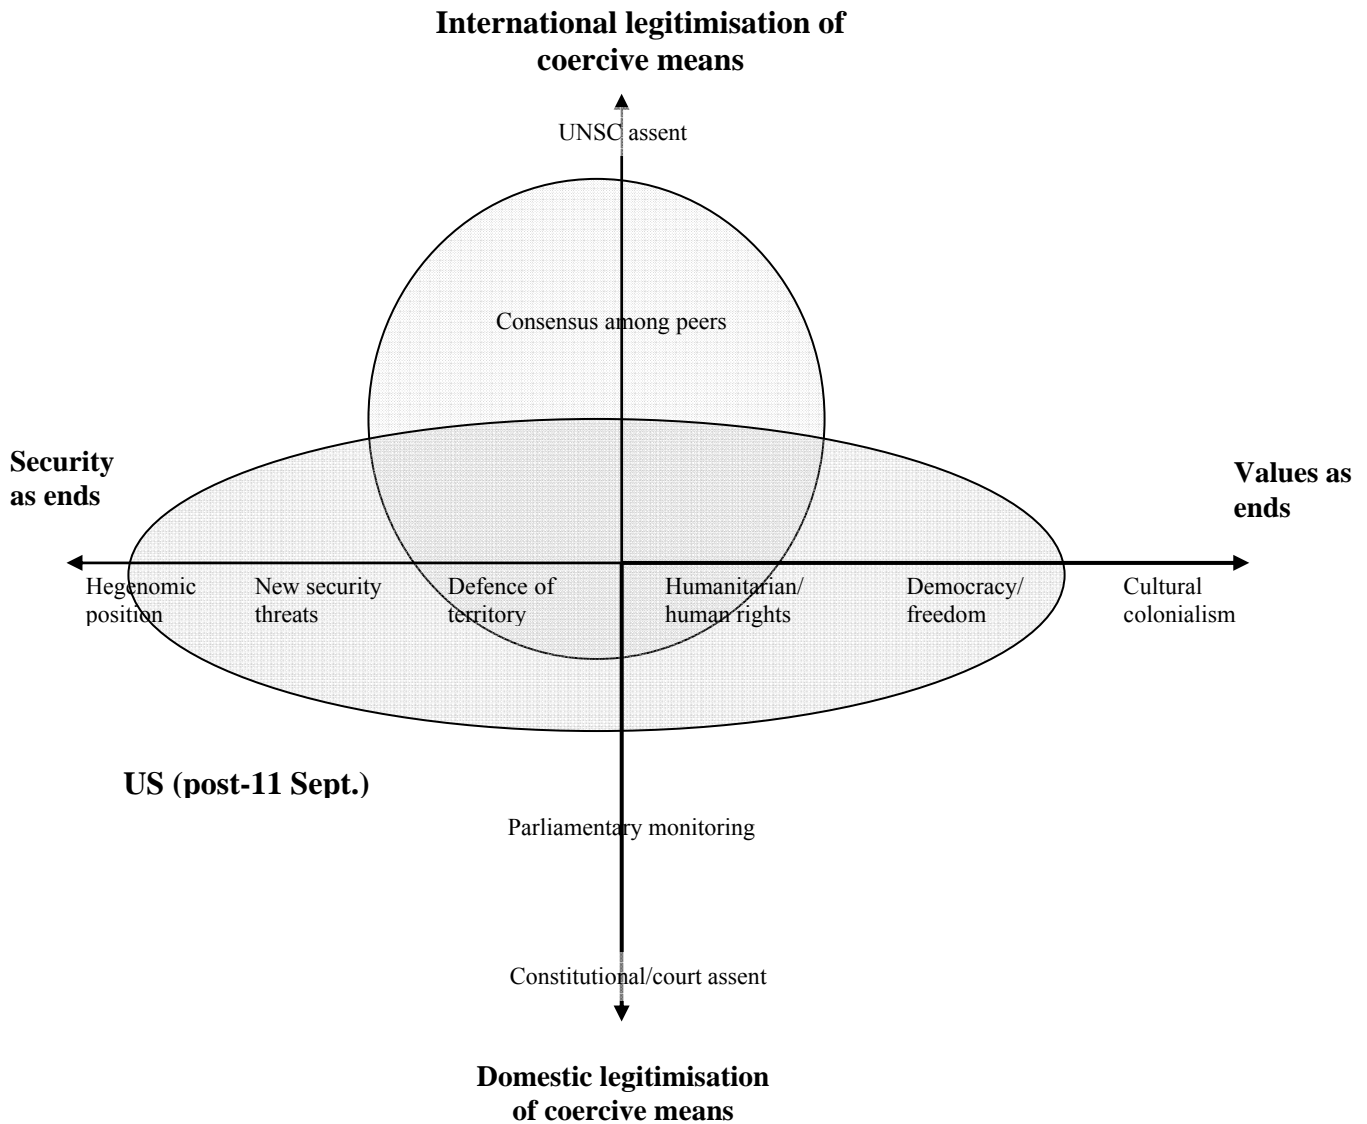 International legitimisation of
coercive means
UNSC assent
Consensus among peers
Security
as ends
Values as
ends
Hegenomic
position
New security
threats
Defence of
territory
Humanitarian/
human rights
Democracy/
freedom
Cultural
colonialism
US (post-11 Sept.)
Parliamentary monitoring
Constitutional/court assent
Domestic legitimisation
of coercive means